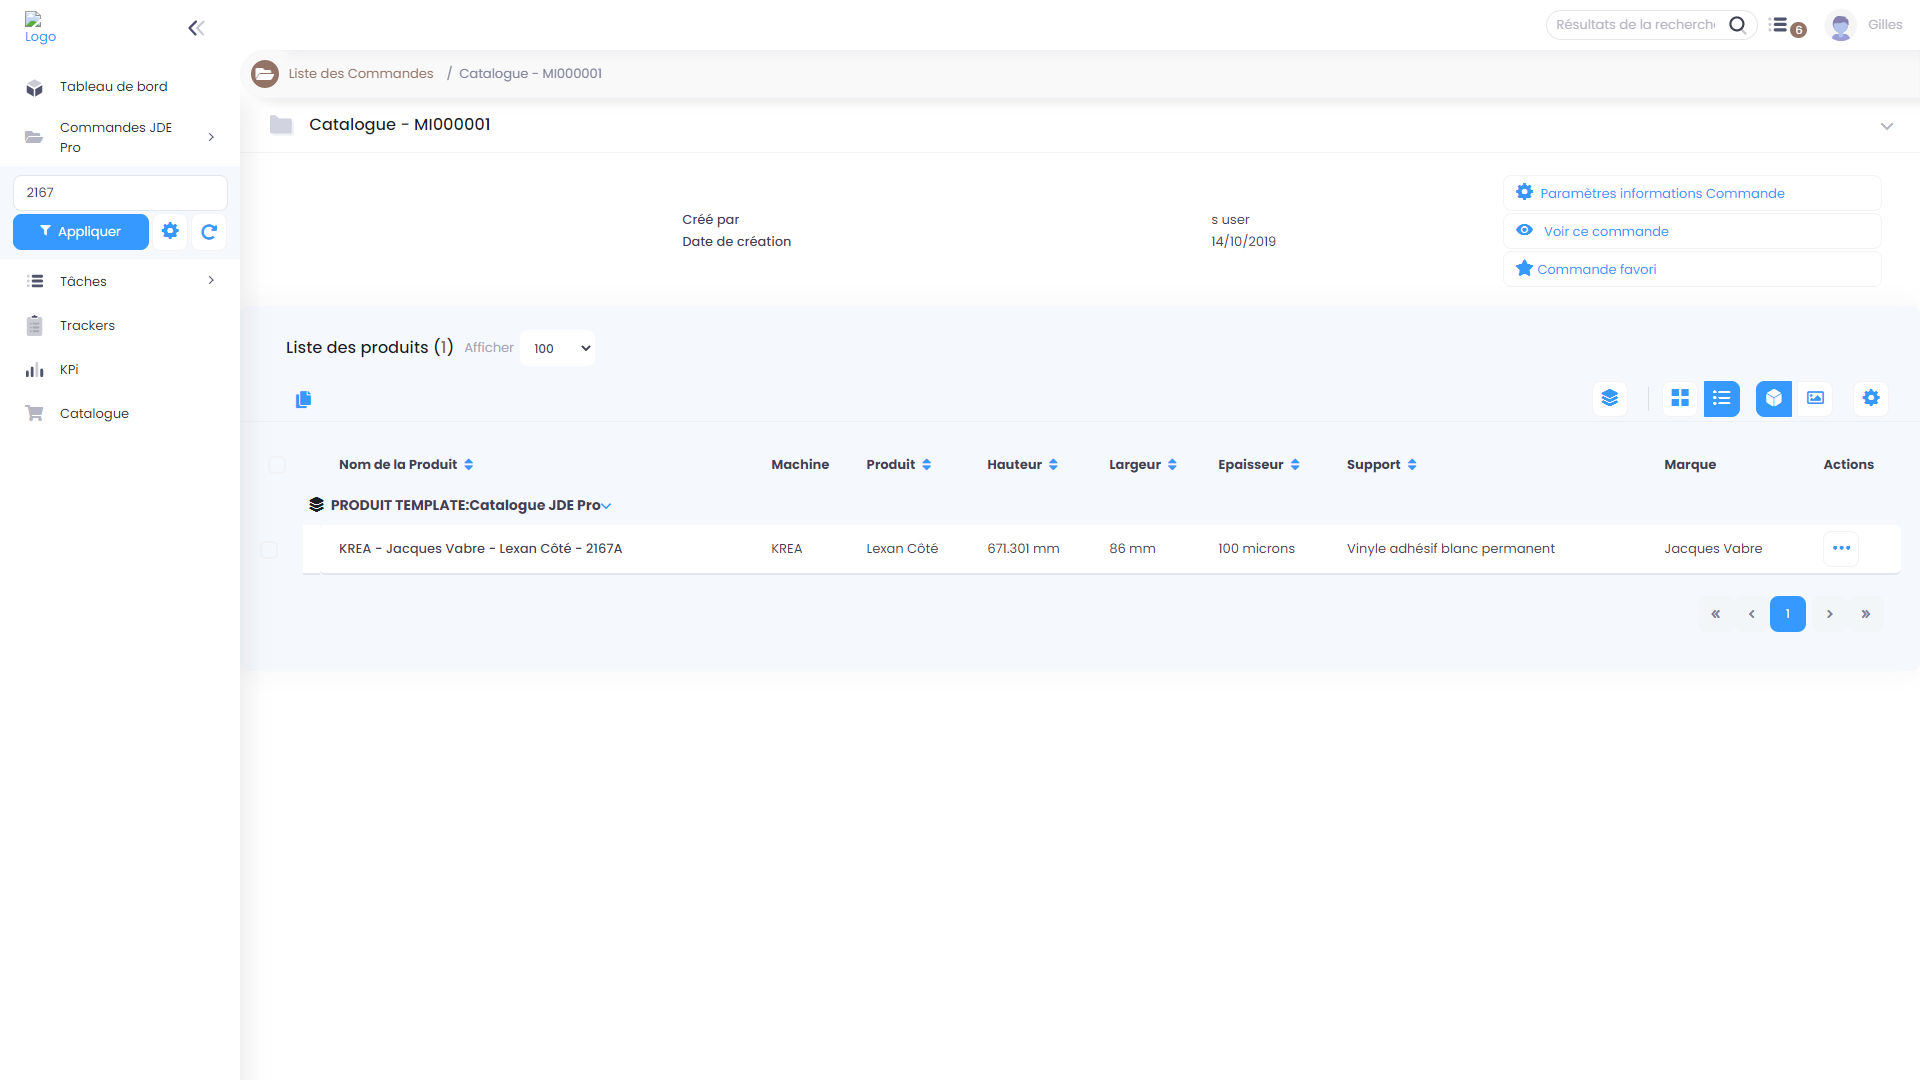 Logo
Résultats de la recherch
6
Gilles
Tableau de bord
Commandes JDE
Pro
2167
Appliquer
Tâches
Trackers
KPi
Catalogue
Liste des Commandes / Catalogue - MI000001
Catalogue - MI000001
Créé par s user
Date de création 14/10/2019
Paramètres informations Commande
Voir ce commande
Commande favori
Liste des produits (1) Afficher 100
Nom de la Produit Machine Produit Hauteur Largeur Epaisseur Support Marque Actions
PRODUIT TEMPLATE:Catalogue JDE Pro
KREA - Jacques Vabre - Lexan Côté - 2167A KREA Lexan Côté 671.301 mm 86 mm 100 microns Vinyle adhésif blanc permanent Jacques Vabre
« ‹ 1 › »